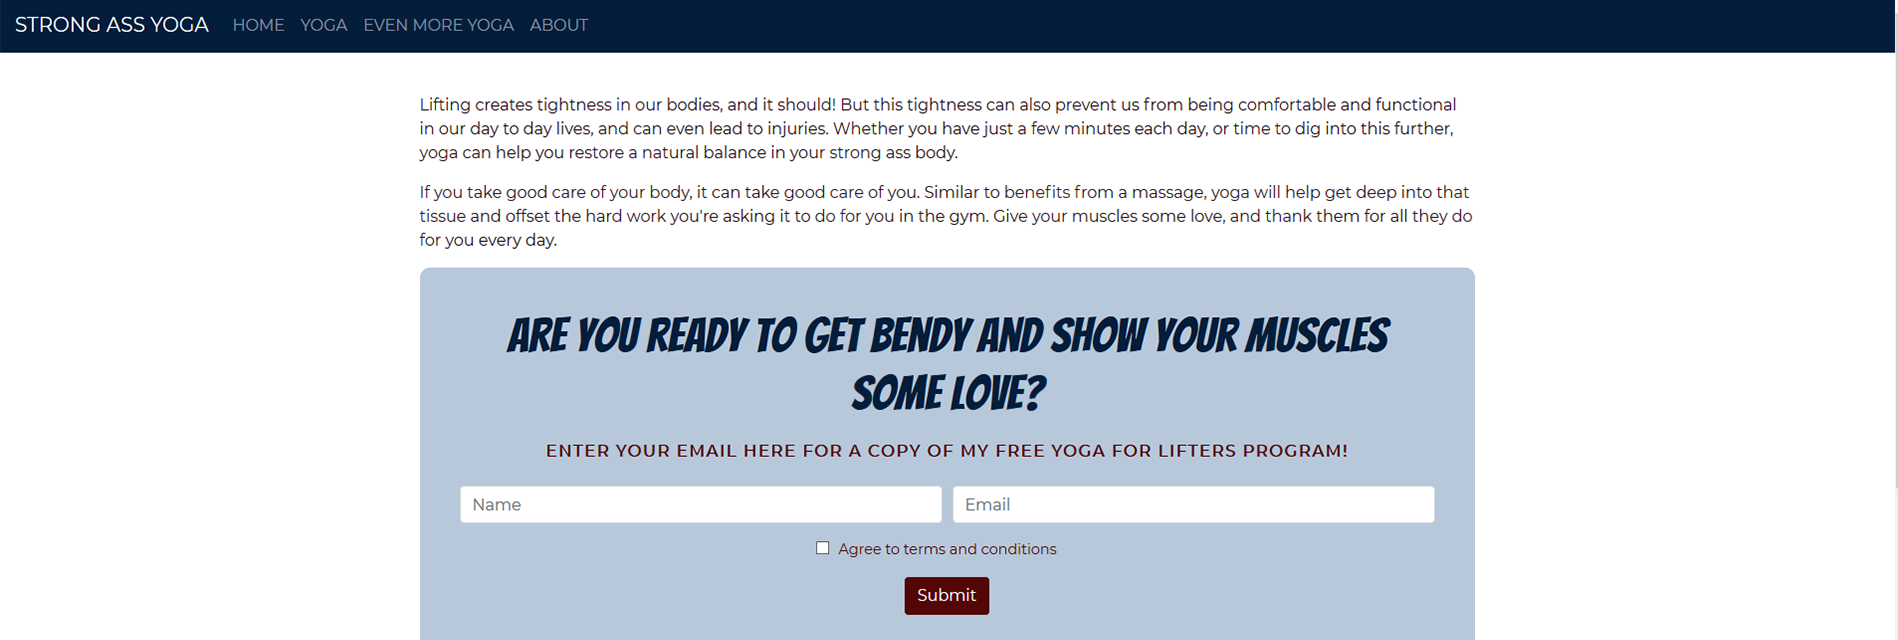 STRONG ASS YOGA HOME YOGA EVEN MORE YOGA ABOUT
Lifting creates tightness in our bodies, and it should! But this tightness can also prevent us from being comfortable and functional
in our day to day lives, and can even lead to injuries. Whether you have just a few minutes each day, or time to dig into this further,
yoga can help you restore a natural balance in your strong ass body.
If you take good care of your body, it can take good care of you. Similar to benefits from a massage, yoga will help get deep into that
tissue and offset the hard work you're asking it to do for you in the gym. Give your muscles some love, and thank them for all they do
for you every day.
ARE YOU READY TO GET BENDY AND SHOW YOUR MUSCLES
SOME LOVE?
ENTER YOUR EMAIL HERE FOR A COPY OF MY FREE YOGA FOR LIFTERS PROGRAM!
Name Email
Agree to terms and conditions
Submit